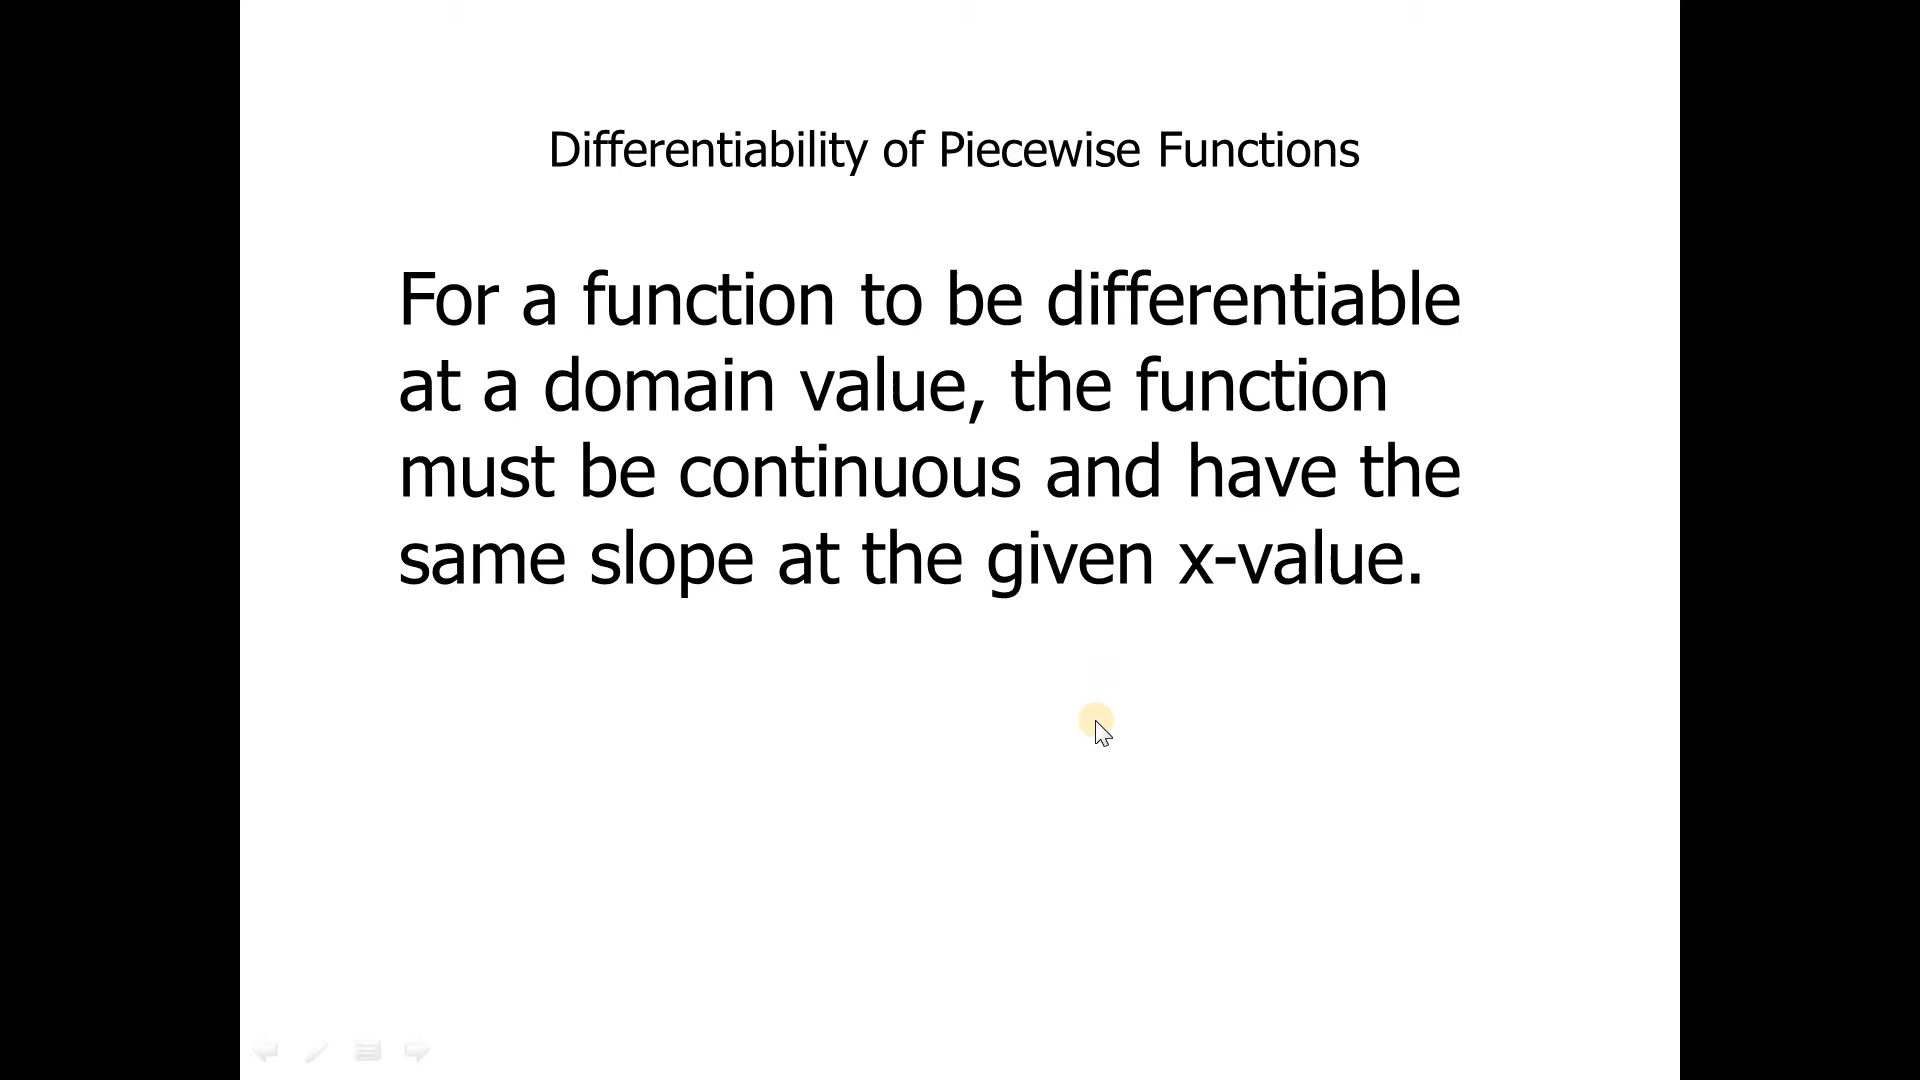 Differentiability of Piecewise Functions
For a function to be differentiable
at a domain value, the function
must be continuous and have the
same slope at the given x-value.